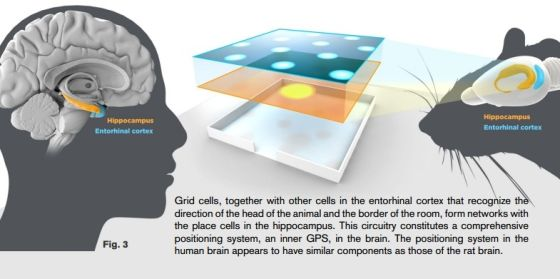 Hippocampus
Entorhinal cortex
Hippocampus
Entorhinal cortex
Grid cells, together with other cells in the entorhinal cortex that recognize the
direction of the head of the animal and the border of the room, form networks with
the place cells in the hippocampus. This circuitry constitutes a comprehensive
positioning system, an inner GPS, in the brain. The positioning system in the
human brain appears to have similar components as those of the rat brain.
Fig. 3